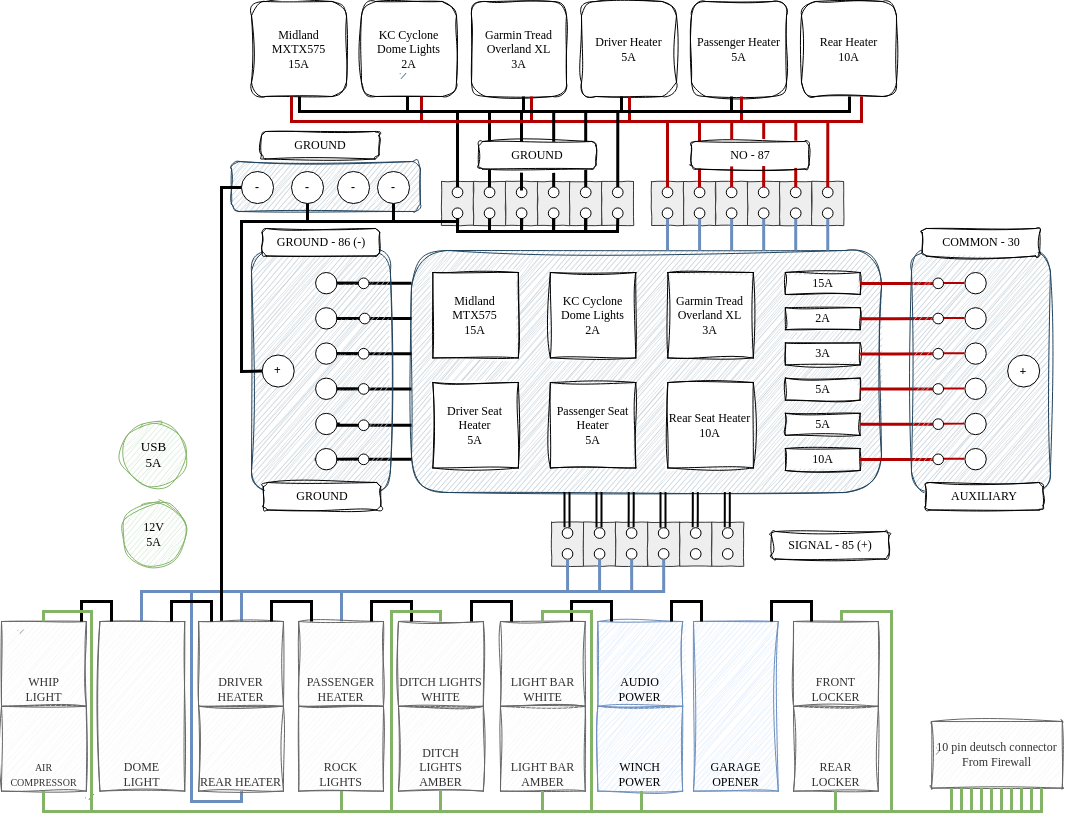 Midland
MXTX575
15A
KC Cyclone
Dome Lights
2A
Garmin Tread
Overland XL
3A
Driver Heater
5A
Passenger Heater
5A
Rear Heater
10A
GROUND
GROUND
NO - 87
-
-
-
-
GROUND - 86 (-)
COMMON - 30
Midland
MTX575
15A
KC Cyclone
Dome Lights
2A
Garmin Tread
Overland XL
3A
15A
2A
3A
5A
5A
10A
+
+
Driver Seat
Heater
5A
Passenger Seat
Heater
5A
Rear Seat Heater
10A
USB
5A
GROUND
AUXILIARY
12V
5A
SIGNAL - 85 (+)
WHIP
LIGHT
AIR
COMPRESSOR
DOME
LIGHT
DRIVER
HEATER
REAR HEATER
PASSENGER
HEATER
ROCK
LIGHTS
DITCH LIGHTS
WHITE
DITCH
LIGHTS
AMBER
LIGHT BAR
WHITE
LIGHT BAR
AMBER
AUDIO
POWER
WINCH
POWER
GARAGE
OPENER
FRONT
LOCKER
REAR
LOCKER
10 pin deutsch connector
From Firewall